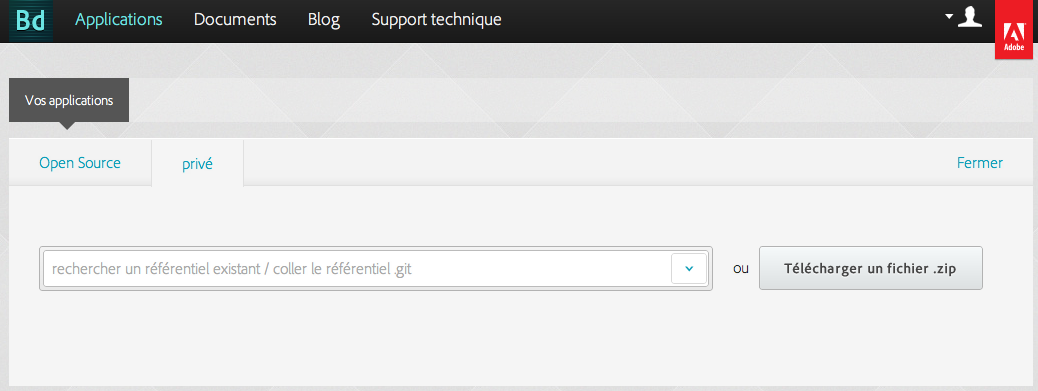 Bd Applications Documents Blog Support technique
Adobe
Vos applications
Open Source privé Fermer
rechercher un référentiel existant / coller le référentiel .git ou Télécharger un fichier .zip